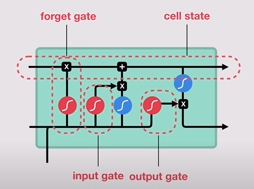 forget gate
cell state
x
+
x
x
input gate
output gate